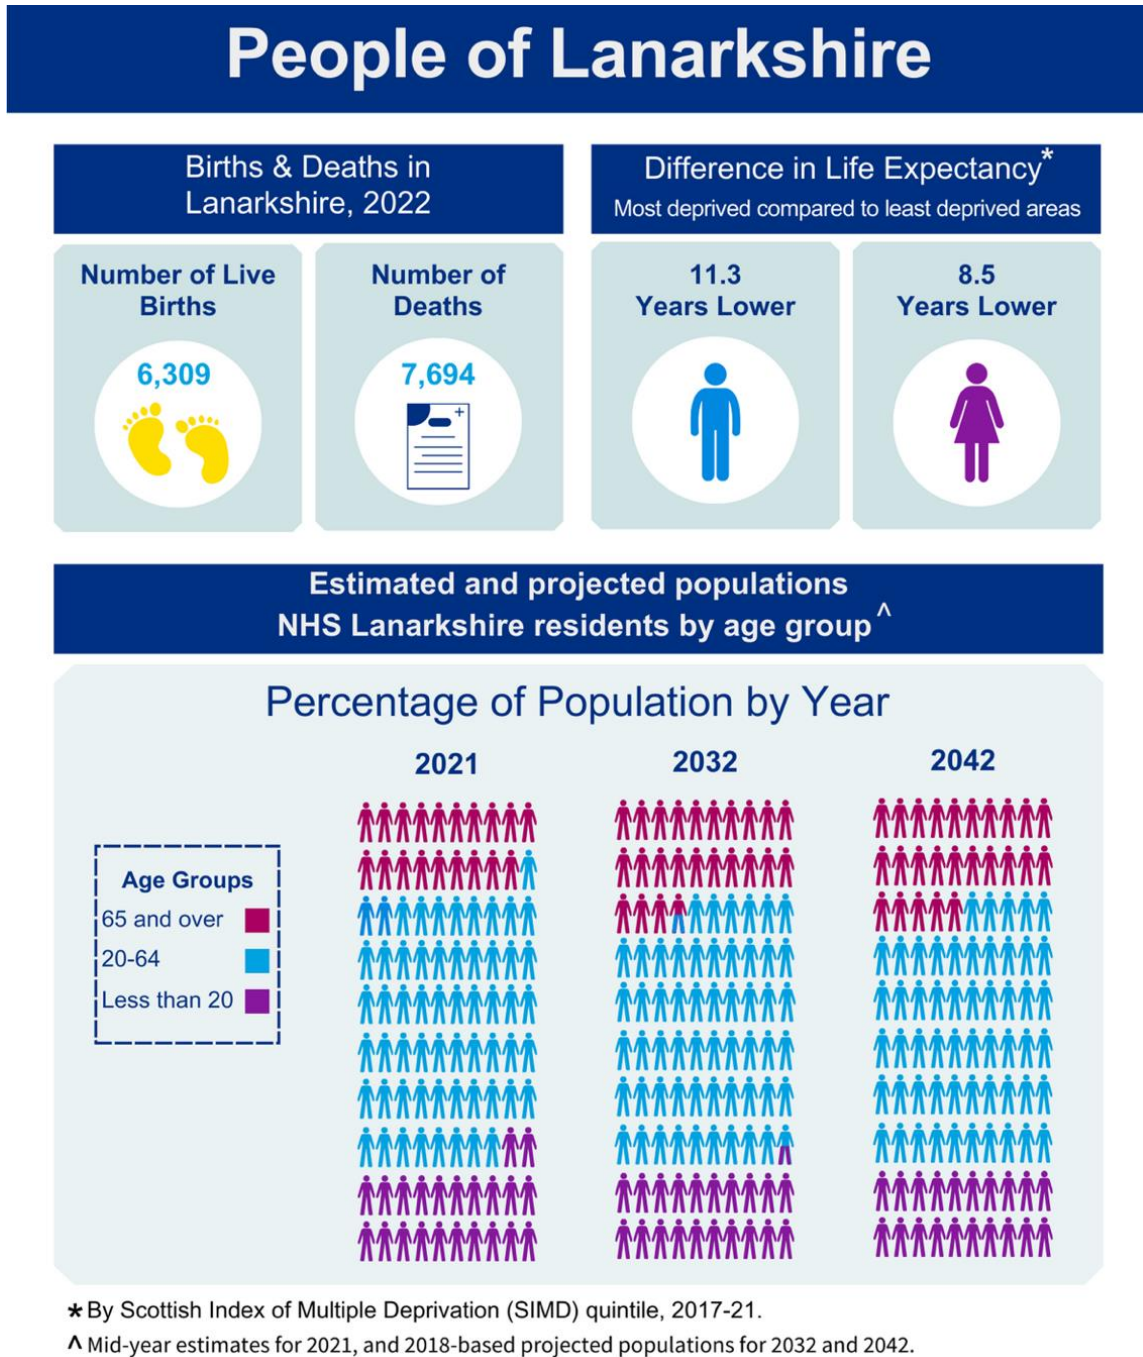 People of Lanarkshire
Births & Deaths in
Lanarkshire, 2022
Number of Live
Births
6,309
Number of
Deaths
7,694
Difference in Life Expectancy*
Most deprived compared to least deprived areas
11.3
Years Lower
8.5
Years Lower
Estimated and projected populations
NHS Lanarkshire residents by age group^
Percentage of Population by Year
2021
2032
2042
Age Groups
65 and over
20-64
Less than 20
* By Scottish Index of Multiple Deprivation (SIMD) quintile, 2017-21.
^ Mid-year estimates for 2021, and 2018-based projected populations for 2032 and 2042.